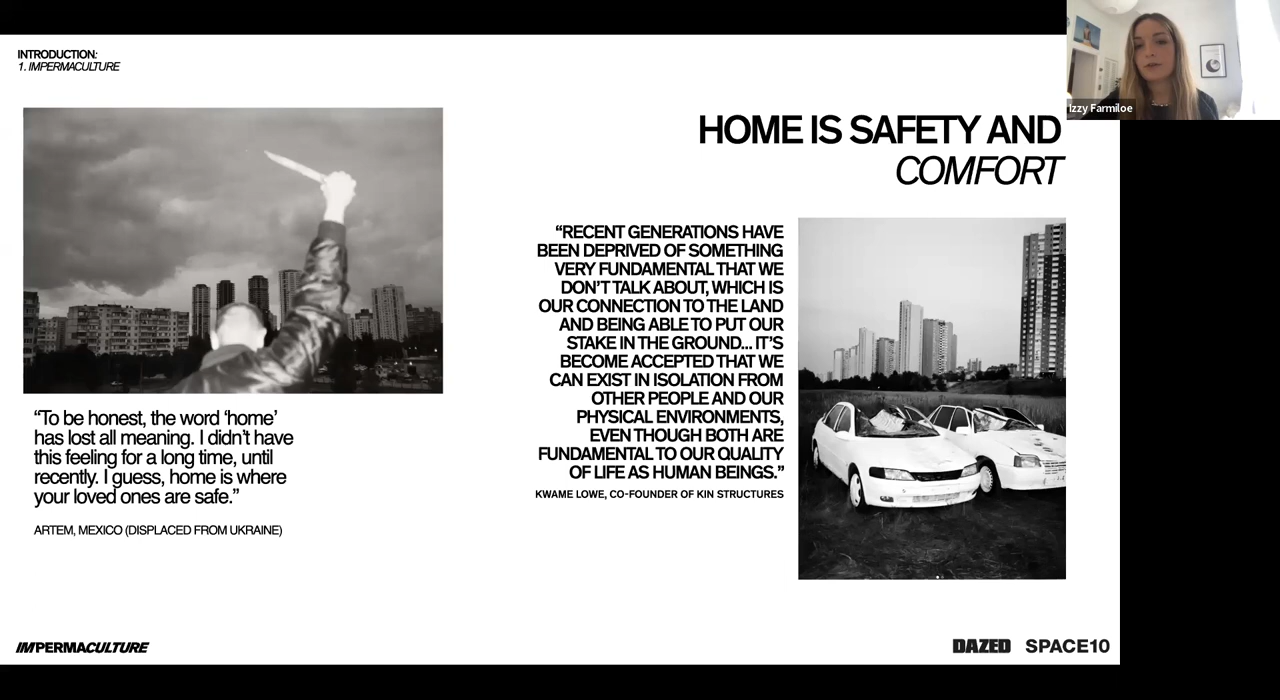 INTRODUCTION:
1. IMPERMACULTURE
Izzy Farmiloe
HOME IS SAFETY AND
COMFORT
“To be honest, the word ‘home’
has lost all meaning. I didn’t have
this feeling for a long time, until
recently. I guess, home is where
your loved ones are safe.”
ARTEM, MEXICO (DISPLACED FROM UKRAINE)
“RECENT GENERATIONS HAVE
BEEN DEPRIVED OF SOMETHING
VERY FUNDAMENTAL THAT WE
DON’T TALK ABOUT, WHICH IS
OUR CONNECTION TO THE LAND
AND BEING ABLE TO PUT OUR
STAKE IN THE GROUND... IT’S
BECOME ACCEPTED THAT WE
CAN EXIST IN ISOLATION FROM
OTHER PEOPLE AND OUR
PHYSICAL ENVIRONMENTS,
EVEN THOUGH BOTH ARE
FUNDAMENTAL TO OUR QUALITY
OF LIFE AS HUMAN BEINGS.”
KWAME LOWE, CO-FOUNDER OF KIN STRUCTURES
IMPERMACULTURE
DAZED SPACE10